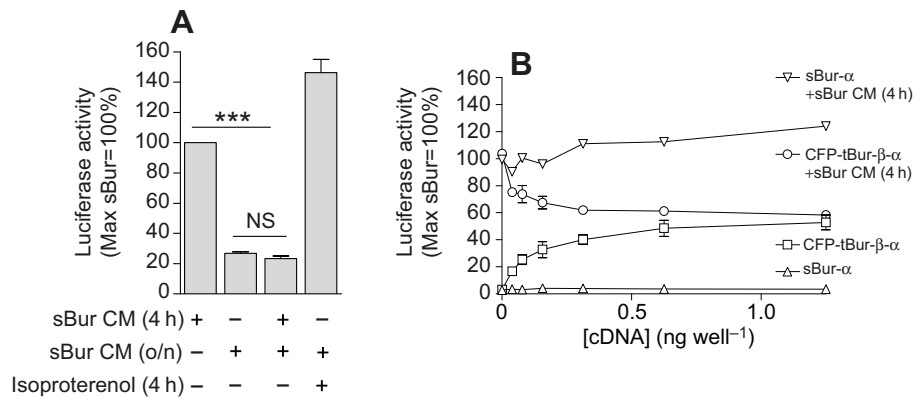 A
Luciferase activity
(Max sBur=100%)
160
140
120
100
80
60
40
20
0
***
NS
sBur CM (4 h) + – + –
sBur CM (o/n) – + + +
Isoproterenol (4 h) – – – +
B
Luciferase activity
(Max sBur=100%)
160
140
120
100
80
60
40
20
0
0 0.5 1.0
[cDNA] (ng well–1)
sBur-α
+sBur CM (4 h)
CFP-tBur-β-α
+sBur CM (4 h)
CFP-tBur-β-α
sBur-α